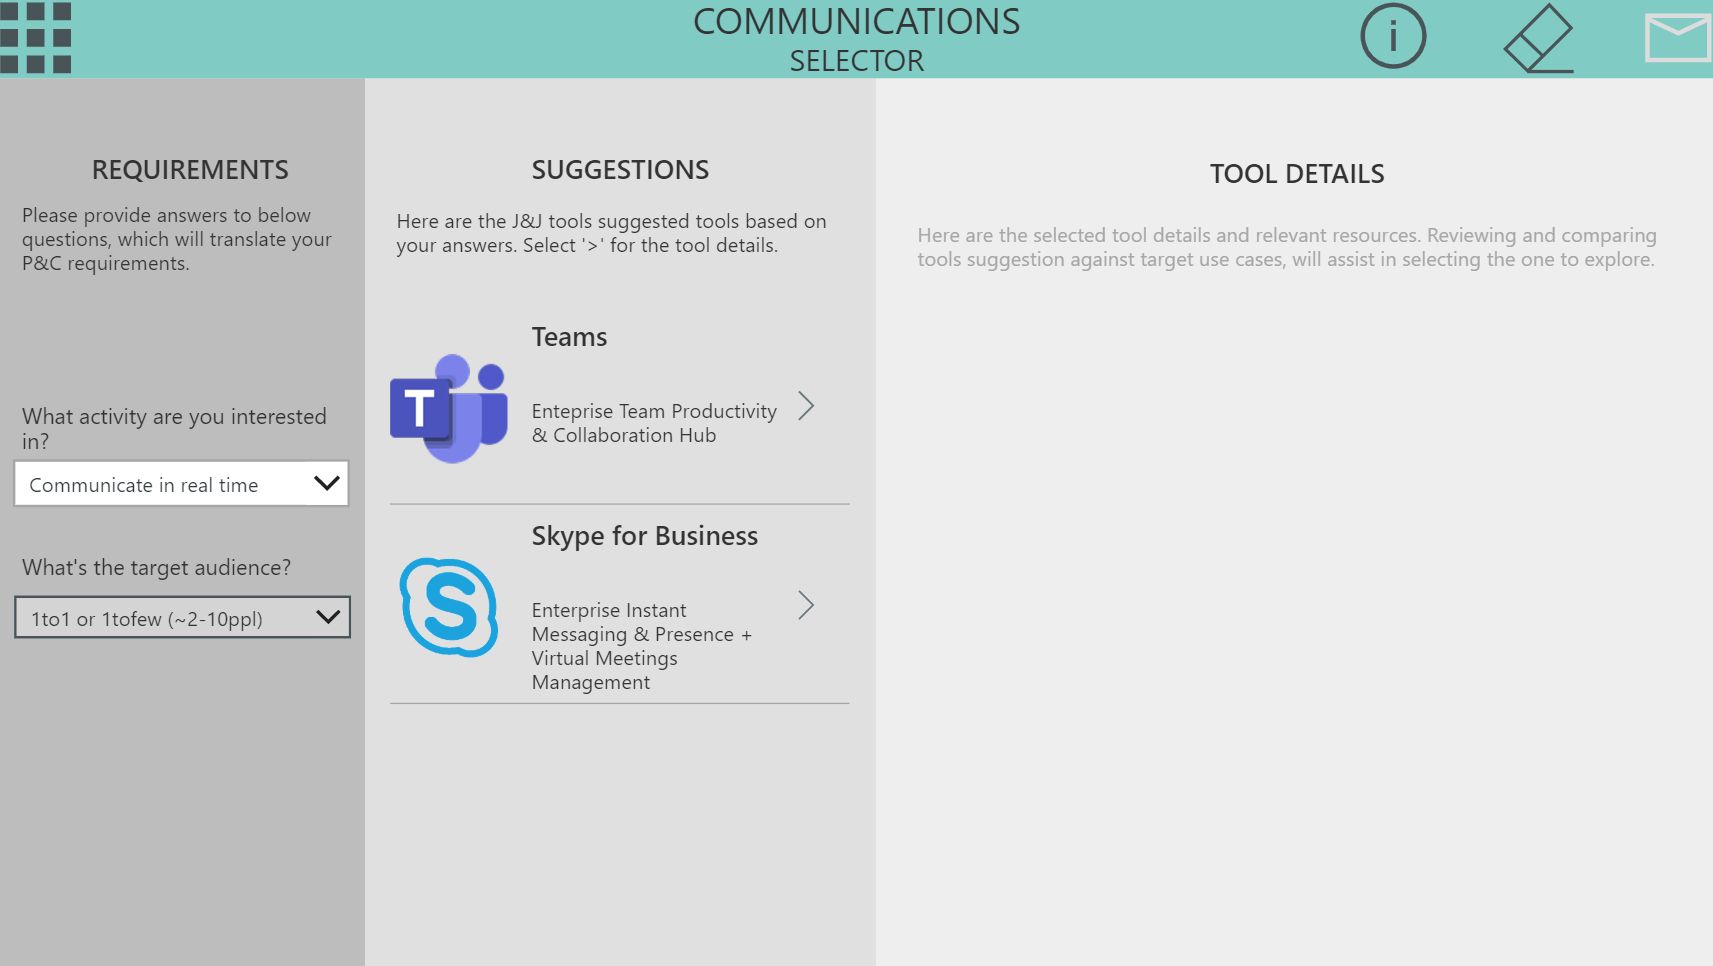 COMMUNICATIONS
SELECTOR
i
REQUIREMENTS
Please provide answers to below
questions, which will translate your
P&C requirements.
What activity are you interested
in?
Communicate in real time
What's the target audience?
1to1 or 1tofew (~2-10ppl)
SUGGESTIONS
Here are the J&J tools suggested tools based on
your answers. Select '>' for the tool details.
Teams
T
Enteprise Team Productivity
& Collaboration Hub
Skype for Business
S
Enterprise Instant
Messaging & Presence +
Virtual Meetings
Management
TOOL DETAILS
Here are the selected tool details and relevant resources. Reviewing and comparing
tools suggestion against target use cases, will assist in selecting the one to explore.